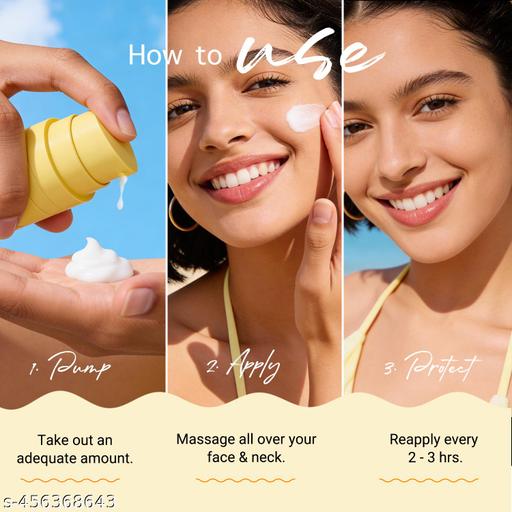 How to use
1. Pump
2. Apply
3. Protect
Take out an
adequate amount.
Massage all over your
face & neck.
Reapply every
2 - 3 hrs.
s-456368643